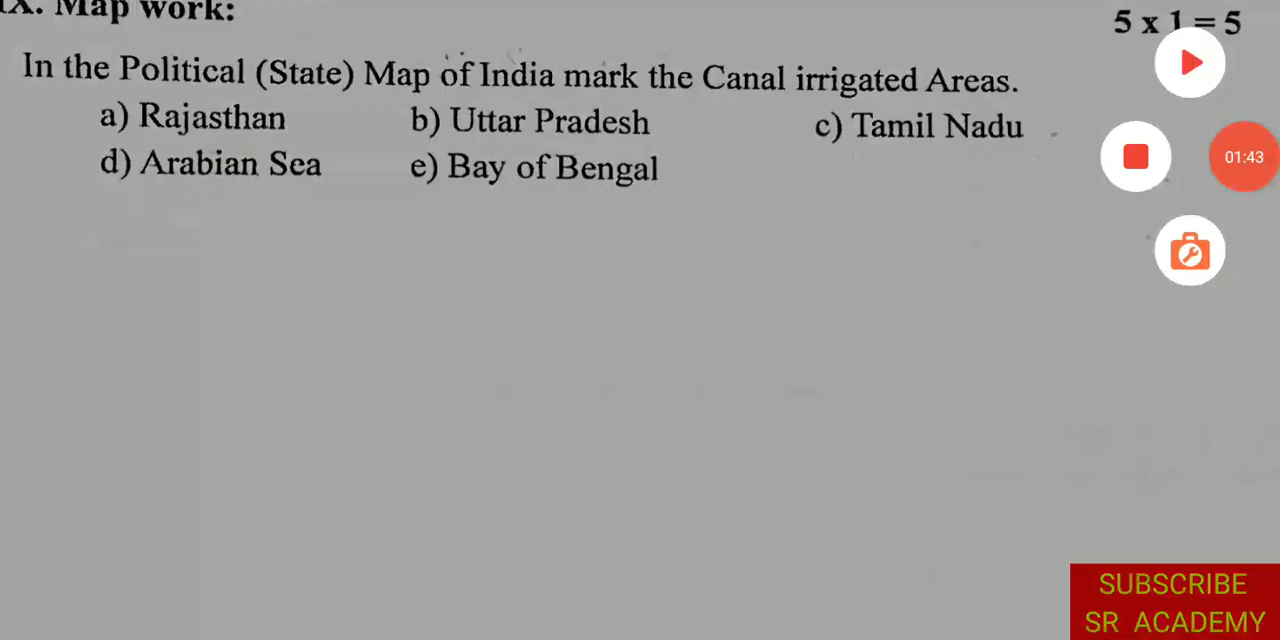 IX. Map work:
5 x 1 = 5
In the Political (State) Map of India mark the Canal irrigated Areas.
a) Rajasthan b) Uttar Pradesh c) Tamil Nadu
d) Arabian Sea e) Bay of Bengal
01:43
SUBSCRIBE
SR ACADEMY